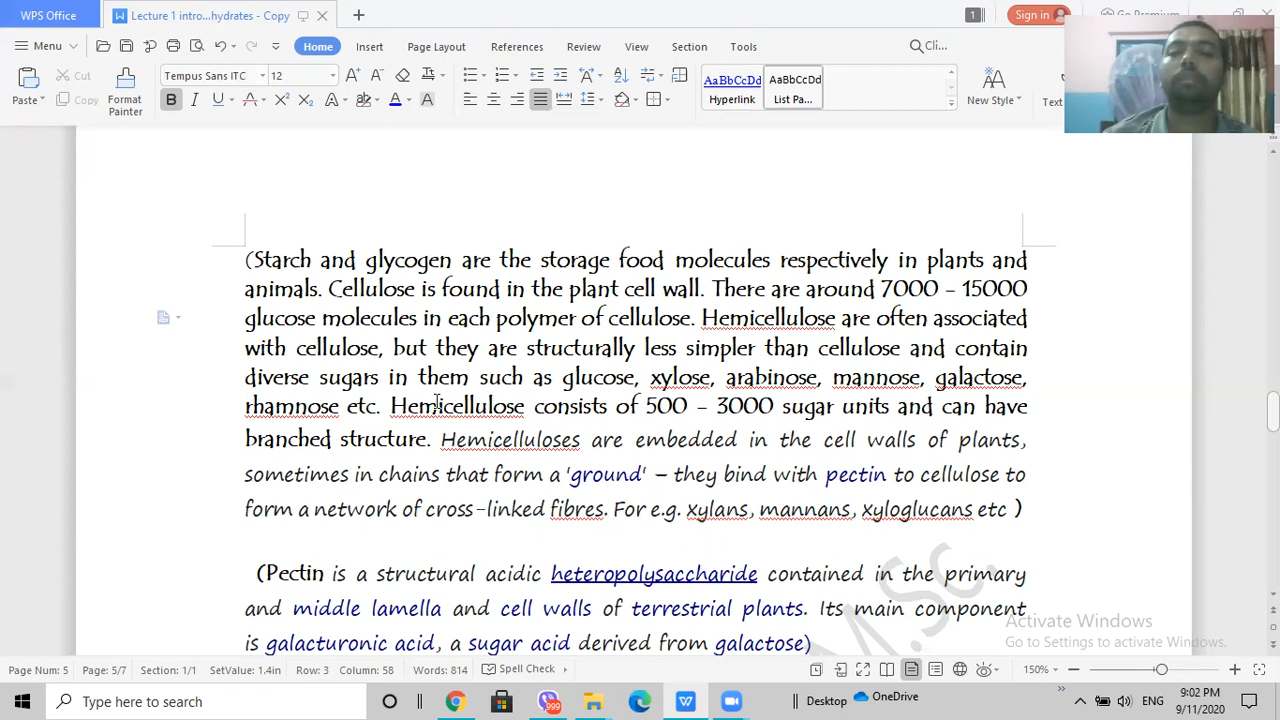 WPS Office
Lecture 1 intro...hydrates - Copy
1
Sign in
Go Premium
Menu
Home
Insert
Page Layout
References
Review
View
Section
Tools
Cli...
Paste
Cut
Copy
Format
Painter
Tempus Sans ITC
12
AaBbCcDd
Hyperlink
AaBbCcDd
List Pa...
New Style
Text
(Starch and glycogen are the storage food molecules respectively in plants and
animals. Cellulose is found in the plant cell wall. There are around 7000 – 15000
glucose molecules in each polymer of cellulose. Hemicellulose are often associated
with cellulose, but they are structurally less simpler than cellulose and contain
diverse sugars in them such as glucose, xylose, arabinose, mannose, galactose,
rhamnose etc. Hemicellulose consists of 500 – 3000 sugar units and can have
branched structure. Hemicelluloses are embedded in the cell walls of plants,
sometimes in chains that form a 'ground' – they bind with pectin to cellulose to
form a network of cross-linked fibres. For e.g. xylans, mannans, xyloglucans etc )
(Pectin is a structural acidic heteropolysaccharide contained in the primary
and middle lamella and cell walls of terrestrial plants. Its main component
is galacturonic acid, a sugar acid derived from galactose)
M.Sc.
Activate Windows
Go to Settings to activate Windows.
Page Num: 5
Page: 5/7
Section: 1/1
SetValue: 1.4in
Row: 3
Column: 58
Words: 814
Spell Check
150%
Type here to search
999
Desktop
OneDrive
ENG
9:02 PM
9/11/2020